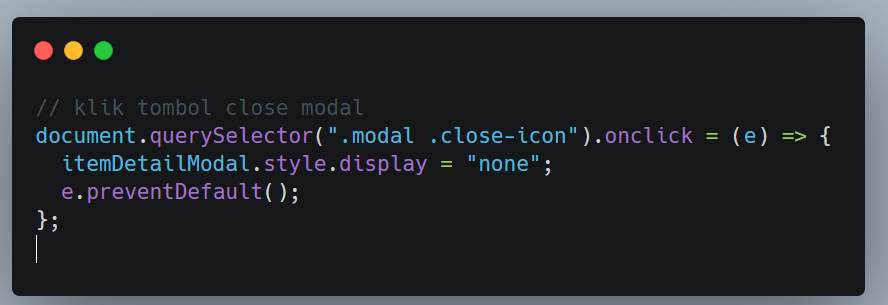 // klik tombol close modal
document.querySelector(".modal .close-icon").onclick = (e) => {
  itemDetailModal.style.display = "none";
  e.preventDefault();
};